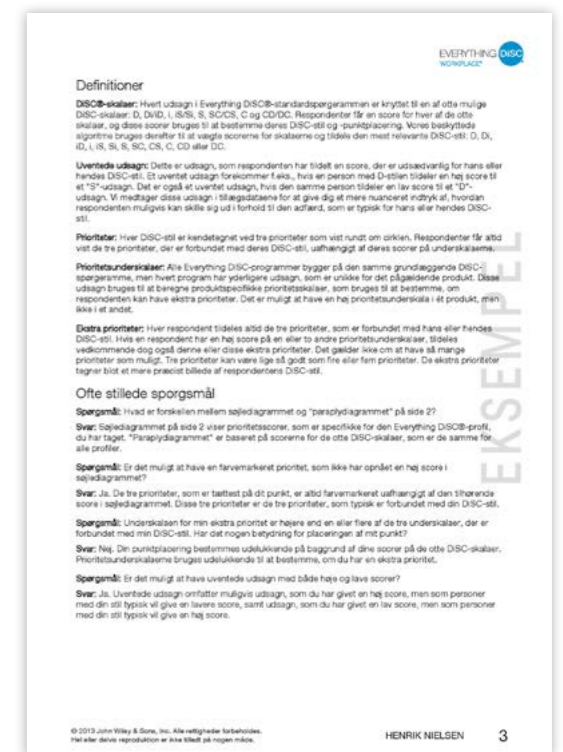 EVERYTHING DiSC
WORKPLACE®
Definitioner
DiSC®-skalaer: Hvert udsagn i Everything DiSC®-standardspørgerammen er knyttet til en af otte mulige
DiSC-skalaer: D, Di/iD, i, iS/Si, S, SC/CS, C og CD/DC. Respondenter får en score for hver af de otte
skalaer, og disse scorer bruges til at bestemme deres DiSC-stil og -punktplacering. Vores beskyttede
algoritme bruges derefter til at vægte scorerne for skalaerne og tildele den mest relevante DiSC-stil: D, Di,
iD, i, iS, Si, S, SC, CS, C, CD eller DC.
Uventede udsagn: Dette er udsagn, som respondenten har tildelt en score, der er udsædvanlig for hans eller
hendes DiSC-stil. Et uventet udsagn forekommer f.eks., hvis en person med D-stilen tildeler en høj score til
et "S"-udsagn. Det er også et uventet udsagn, hvis den samme person tildeler en lav score til et "D"-
udsagn. Vi medtager disse udsagn i tillægsdataene for at give dig et mere nuanceret indtryk af, hvordan
respondenten muligvis kan skille sig ud i forhold til den adfærd, som er typisk for hans eller hendes DiSC-
stil.
Prioriteter: Hver DiSC-stil er kendetegnet ved tre prioriteter som vist rundt om cirklen. Respondenter får altid
vist de tre prioriteter, der er forbundet med deres DiSC-stil, uafhængigt af deres scorer på underskalaerne.
Prioritetsunderskalaer: Alle Everything DiSC-programmer bygger på den samme grundlæggende DiSC-
spørgeramme, men hvert program har yderligere udsagn, som er unikke for det pågældende produkt. Disse
udsagn bruges til at beregne produktspecifikke prioritetsskalaer, som bruges til at bestemme, om
respondenten kan have ekstra prioriteter. Det er muligt at have en høj prioritetsunderskala i ét produkt, men
ikke i et andet.
Ekstra prioriteter: Hver respondent tildeles altid de tre prioriteter, som er forbundet med hans eller hendes
DiSC-stil. Hvis en respondent har en høj score på en eller to andre prioritetsunderskalaer, tildeles
vedkommende dog også denne eller disse ekstra prioriteter. Det gælder ikke om at have så mange
prioriteter som muligt. Tre prioriteter kan være lige så godt som fire eller fem prioriteter. De ekstra prioriteter
tegner blot et mere præcist billede af respondentens DiSC-stil.
Ofte stillede spørgsmål
Spørgsmål: Hvad er forskellen mellem søjlediagrammet og "paraplydiagrammet" på side 2?
Svar: Søjlediagrammet på side 2 viser prioritetsscorer, som er specifikke for den Everything DiSC®-profil,
du har taget. "Paraplydiagrammet" er baseret på scorerne for de otte DiSC-skalaer, som er de samme for
alle profiler.
Spørgsmål: Er det muligt at have en farvemarkeret prioritet, som ikke har opnået en høj score i
søjlediagrammet?
Svar: Ja. De tre prioriteter, som er tættest på dit punkt, er altid farvemarkeret uafhængigt af den tilhørende
score i søjlediagrammet. Disse tre prioriteter er de tre prioriteter, som typisk er forbundet med din DiSC-stil.
Spørgsmål: Underskalaen for min ekstra prioritet er højere end en eller flere af de tre underskalaer, der er
forbundet med min DiSC-stil. Har det nogen betydning for placeringen af mit punkt?
Svar: Nej. Din punktplacering bestemmes udelukkende på baggrund af dine scorer på de otte DiSC-skalaer.
Prioritetsunderskalaerne bruges udelukkende til at bestemme, om du har en ekstra prioritet.
Spørgsmål: Er det muligt at have uventede udsagn med både høje og lave scorer?
Svar: Ja. Uventede udsagn omfatter muligvis udsagn, som du har givet en høj score, men som personer
med din stil typisk vil give en lavere score, samt udsagn, som du har givet en lav score, men som personer
med din stil typisk vil give en høj score.
EKSEMPEL
© 2013 John Wiley & Sons, Inc. Alle rettigheder forbeholdes.
Hel eller delvis reproduktion er ikke tilladt på nogen måde.
HENRIK NIELSEN 3